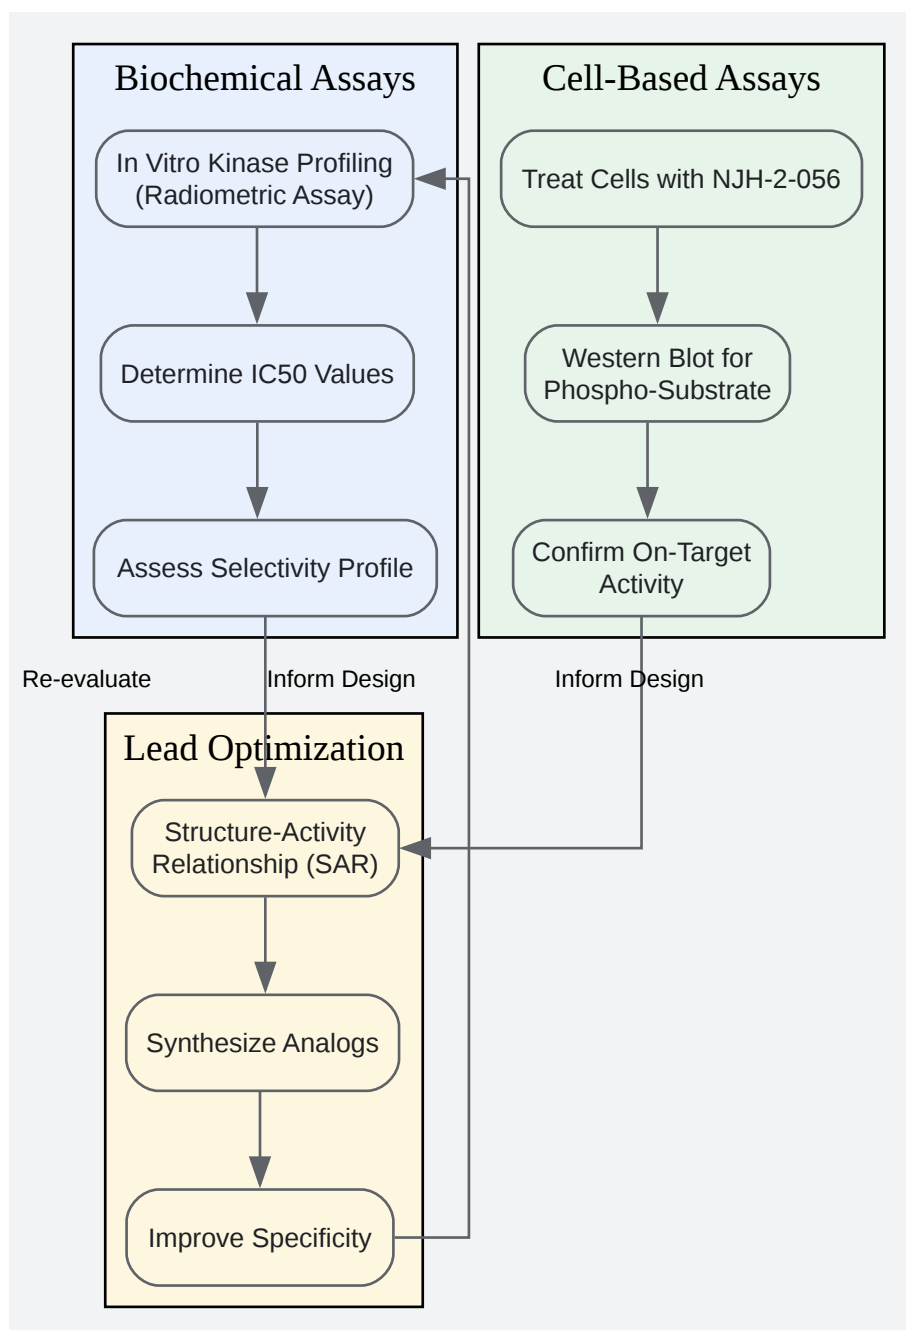 Biochemical Assays
In Vitro Kinase Profiling
(Radiometric Assay)
Determine IC50 Values
Assess Selectivity Profile
Cell-Based Assays
Treat Cells with NJH-2-056
Western Blot for
Phospho-Substrate
Confirm On-Target
Activity
Re-evaluate
Inform Design
Inform Design
Lead Optimization
Structure-Activity
Relationship (SAR)
Synthesize Analogs
Improve Specificity